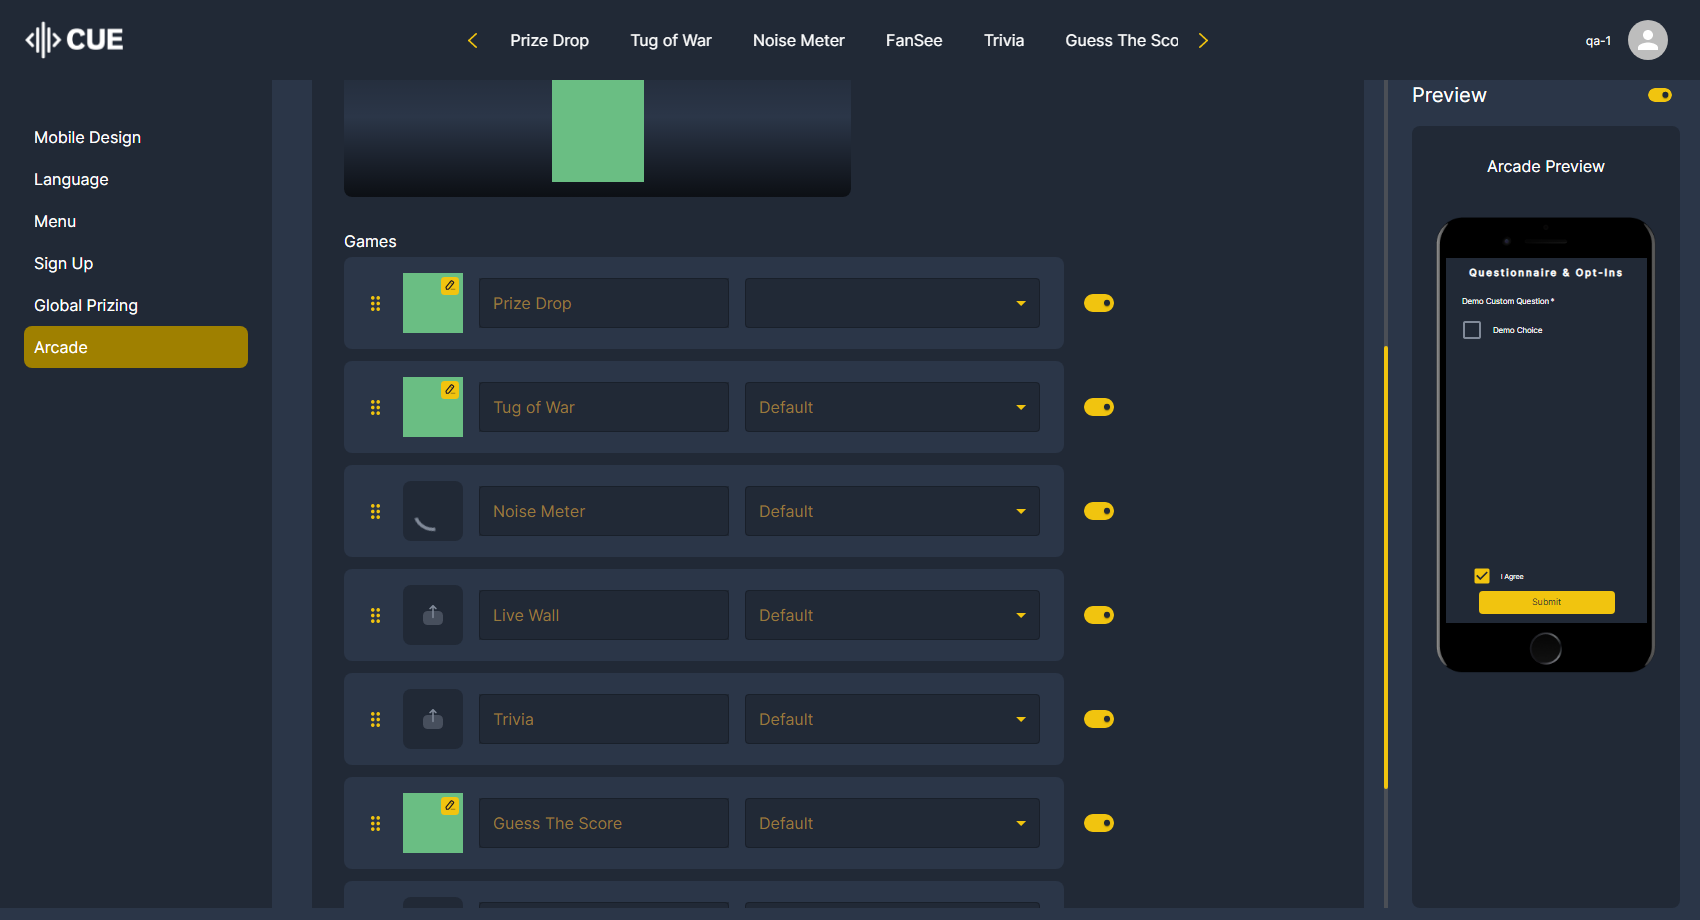 CUE
Prize Drop
Tug of War
Noise Meter
FanSee
Trivia
Guess The Sco
qa-1
Mobile Design
Language
Menu
Sign Up
Global Prizing
Arcade
Games
Prize Drop
Tug of War
Default
Noise Meter
Default
Live Wall
Default
Trivia
Default
Guess The Score
Default
Preview
Arcade Preview
Questionnaire & Opt-Ins
Demo Custom Question *
Demo Choice
I Agree
Submit